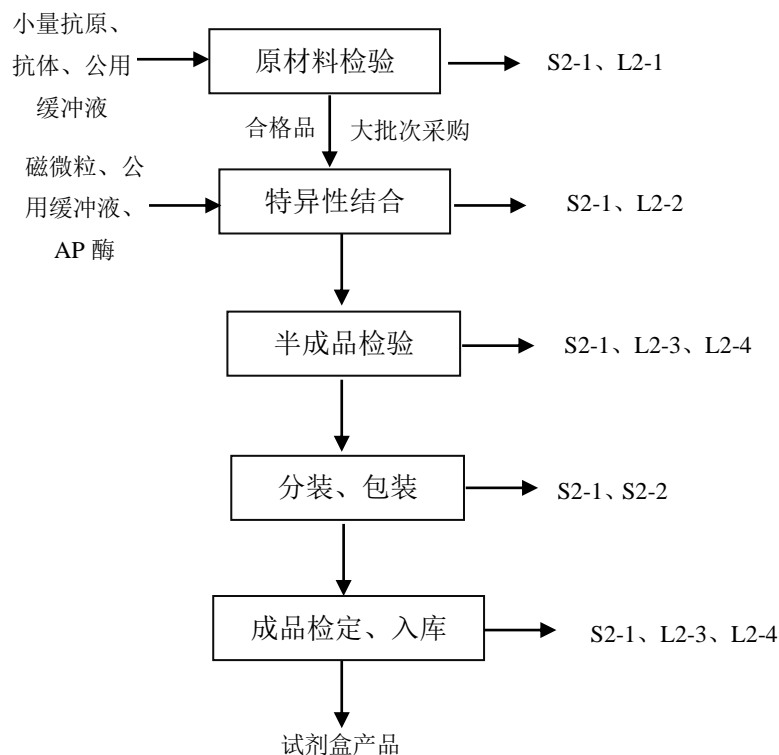 小量抗原、
抗体、公用
缓冲液
原材料检验
S2-1、L2-1
合格品
大批次采购
磁微粒、公
用缓冲液、
AP 酶
特异性结合
S2-1、L2-2
半成品检验
S2-1、L2-3、L2-4
分装、包装
S2-1、S2-2
成品检定、入库
S2-1、L2-3、L2-4
试剂盒产品